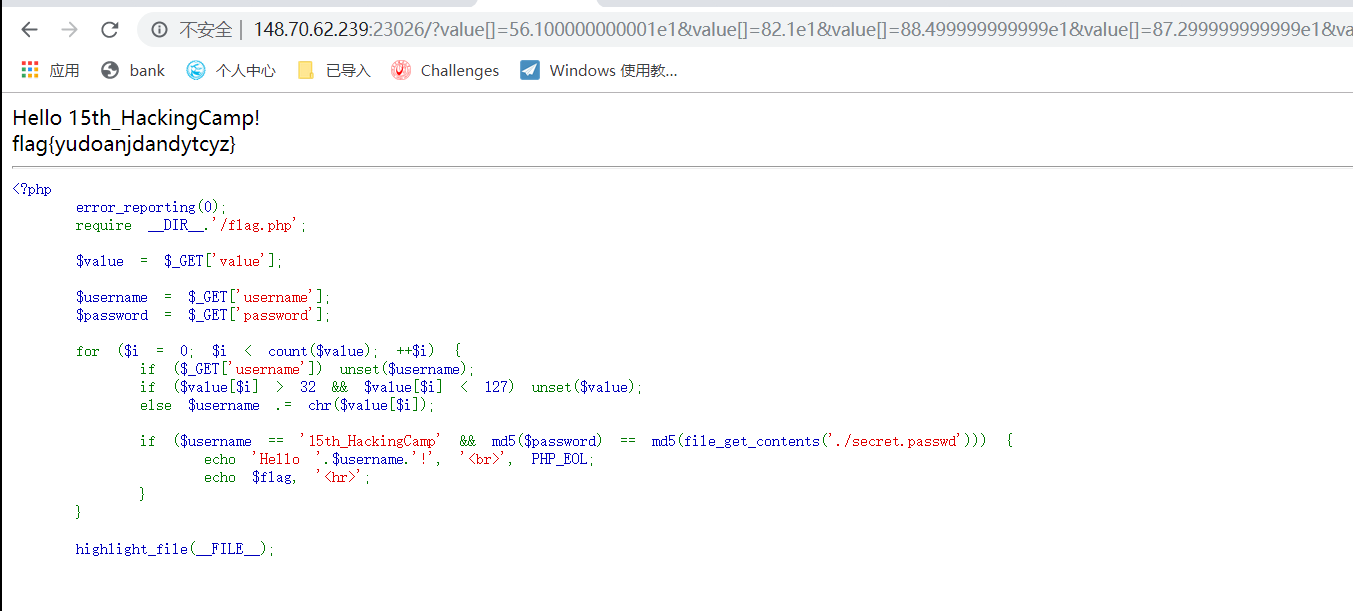 不安全 | 148.70.62.239:23026/?value[]=56.100000000001e1&value[]=82.1e1&value[]=88.499999999999e1&value[]=87.299999999999e1&va
应用 bank 个人中心 已导入 Challenges Windows 使用教...
Hello 15th_HackingCamp!
flag{yudoanjdandytcyz}
<?php
error_reporting(0);
require __DIR__.'/flag.php';
$value = $_GET['value'];
$username = $_GET['username'];
$password = $_GET['password'];
for ($i = 0; $i < count($value); ++$i) {
if ($_GET['username']) unset($username);
if ($value[$i] > 32 && $value[$i] < 127) unset($value);
else $username .= chr($value[$i]);
if ($username == '15th_HackingCamp' && md5($password) == md5(file_get_contents('./secret.passwd'))) {
echo 'Hello '.$username.'!', '<br>', PHP_EOL;
echo $flag, '<hr>';
}
}
highlight_file(__FILE__);